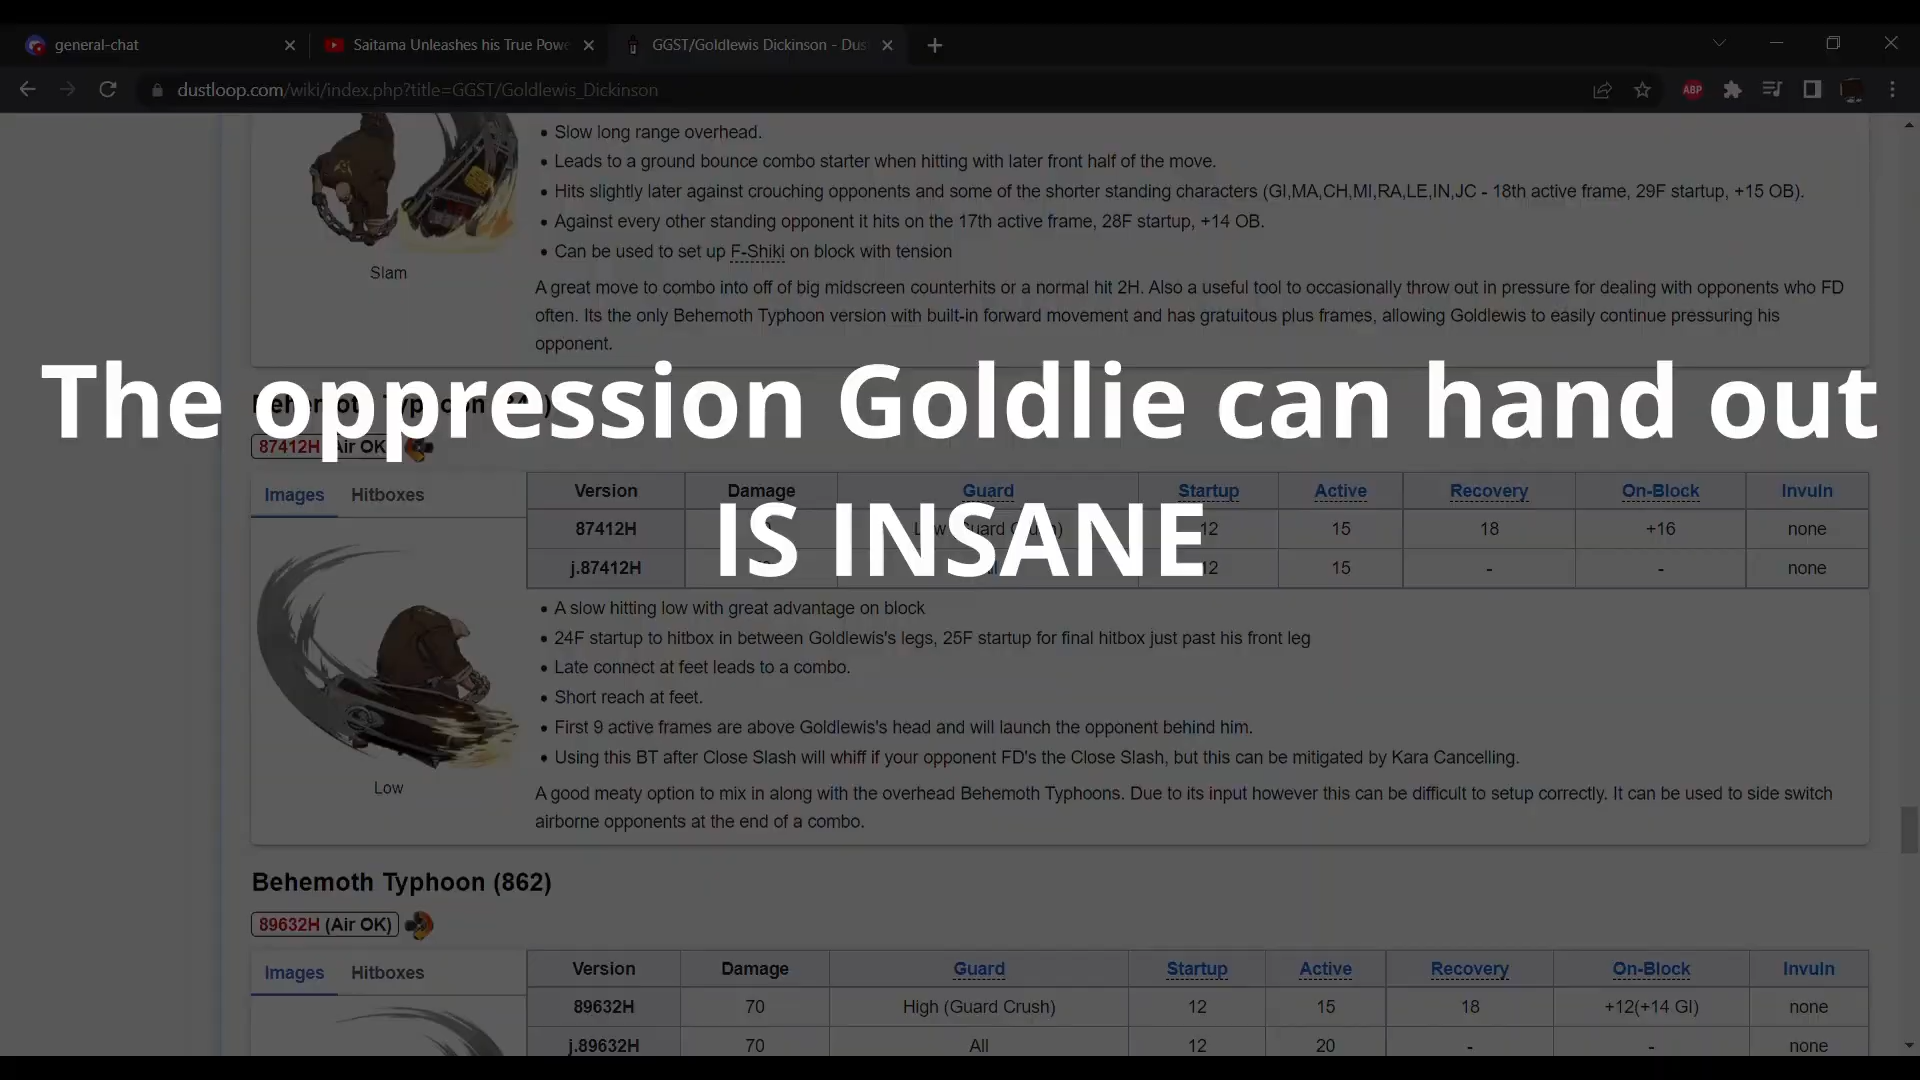 general-chat
Saitama Unleashes his True Powe
GGST/Goldlewis Dickinson - Dus
dustloop.com/wiki/index.php?title=GGST/Goldlewis_Dickinson
ABP
Slow long range overhead.
Leads to a ground bounce combo starter when hitting with later front half of the move.
Hits slightly later against crouching opponents and some of the shorter standing characters (GI,MA,CH,MI,RA,LE,IN,JC - 18th active frame, 29F startup, +15 OB).
Against every other standing opponent it hits on the 17th active frame, 28F startup, +14 OB.
Can be used to set up F-Shiki on block with tension
Slam
A great move to combo into off of big midscreen counterhits or a normal hit 2H. Also a useful tool to occasionally throw out in pressure for dealing with opponents who FD
often. Its the only Behemoth Typhoon version with built-in forward movement and has gratuitous plus frames, allowing Goldlewis to easily continue pressuring his
opponent.
The oppression Goldlie can hand out
IS INSANE
Behemoth Typhoon
87412H (Air OK)
Images Hitboxes
Version Damage Guard Startup Active Recovery On-Block Invuln
87412H Low (Guard Crush) 12 15 18 +16 none
j.87412H 12 15 - - none
A slow hitting low with great advantage on block
24F startup to hitbox in between Goldlewis's legs, 25F startup for final hitbox just past his front leg
Late connect at feet leads to a combo.
Short reach at feet.
First 9 active frames are above Goldlewis's head and will launch the opponent behind him.
Using this BT after Close Slash will whiff if your opponent FD's the Close Slash, but this can be mitigated by Kara Cancelling.
Low
A good meaty option to mix in along with the overhead Behemoth Typhoons. Due to its input however this can be difficult to setup correctly. It can be used to side switch
airborne opponents at the end of a combo.
Behemoth Typhoon (862)
89632H (Air OK)
Images Hitboxes
Version Damage Guard Startup Active Recovery On-Block Invuln
89632H 70 High (Guard Crush) 12 15 18 +12(+14 GI) none
j.89632H 70 All 12 20 - - none